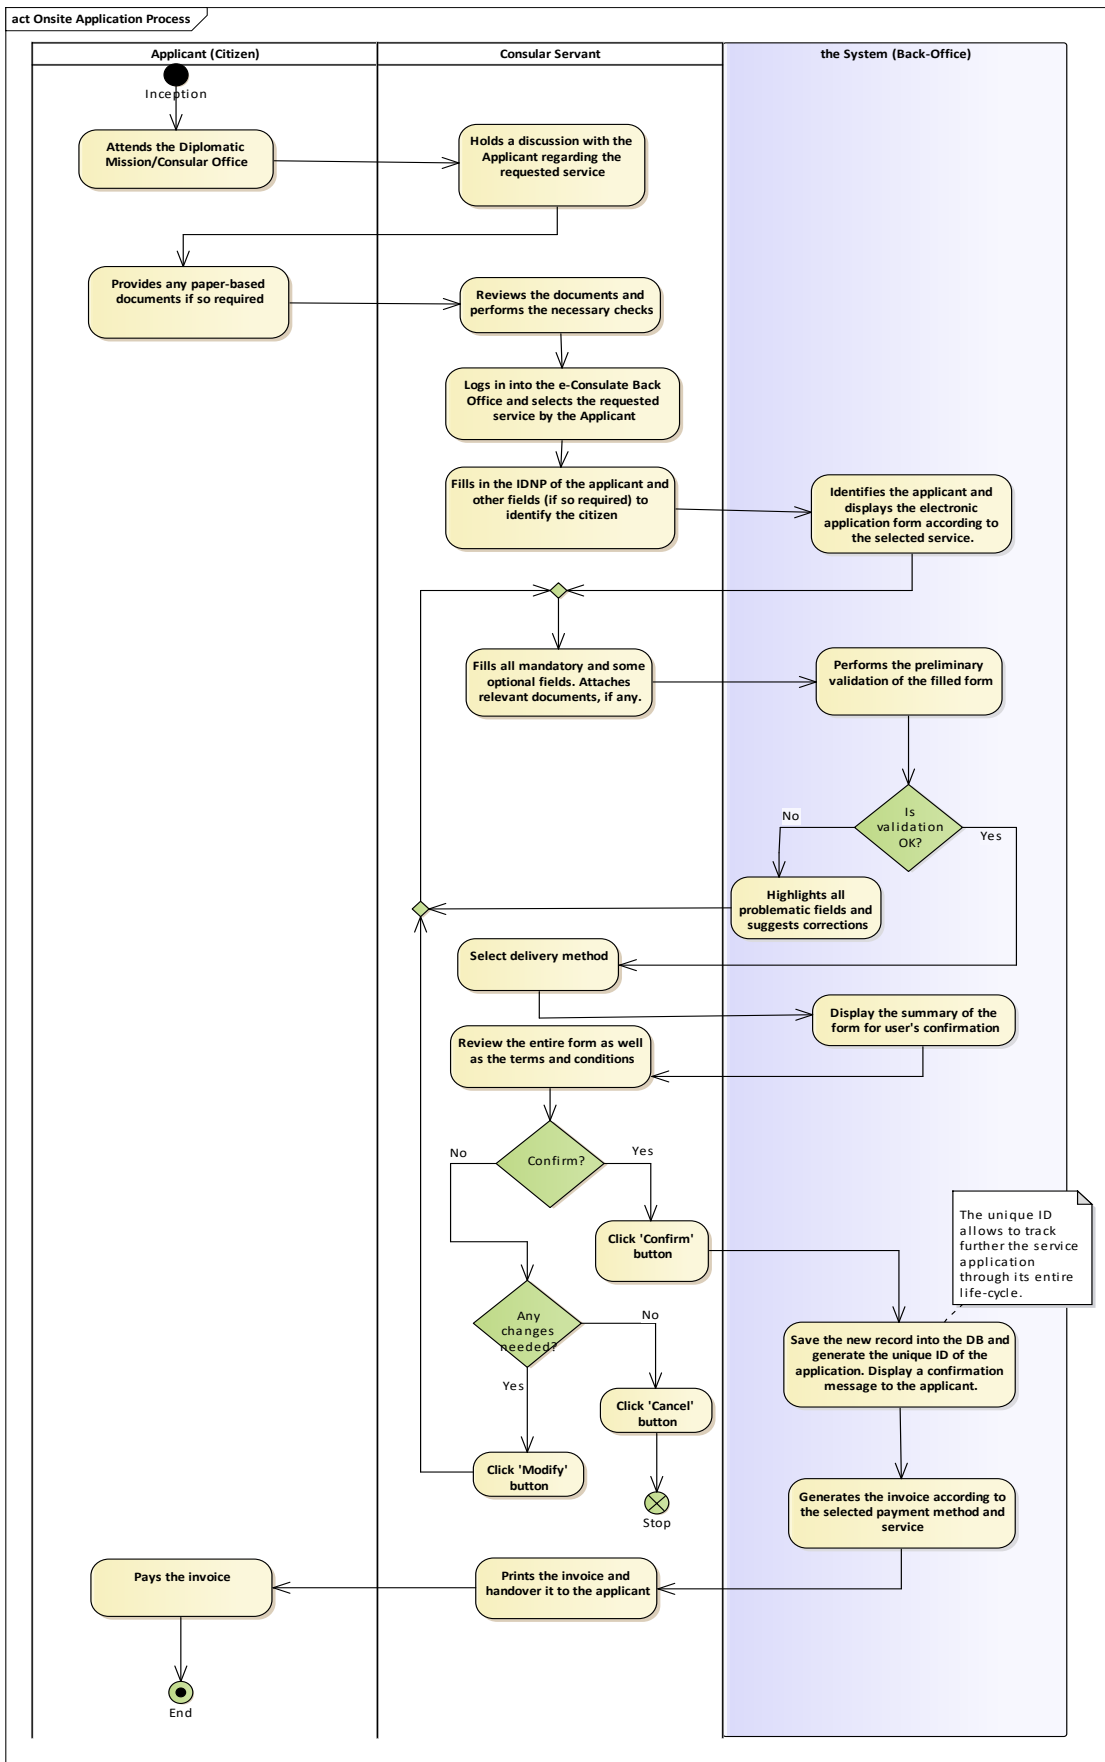 act Onsite Application Process
Applicant (Citizen)
Consular Servant
the System (Back-Office)
Inception
Attends the Diplomatic
Mission/Consular Office
Holds a discussion with the
Applicant regarding the
requested service
Provides any paper-based
documents if so required
Reviews the documents and
performs the necessary checks
Logs in into the e-Consulate Back
Office and selects the requested
service by the Applicant
Fills in the IDNP of the applicant and
other fields (if so required) to
identify the citizen
Identifies the applicant and
displays the electronic
application form according to
the selected service.
Fills all mandatory and some
optional fields. Attaches
relevant documents, if any.
Performs the preliminary
validation of the filled form
Is
validation
OK?
No
Yes
Highlights all
problematic fields and
suggests corrections
Select delivery method
Display the summary of the
form for user's confirmation
Review the entire form as well
as the terms and conditions
Confirm?
No
Yes
Click 'Confirm'
button
The unique ID
allows to track
further the service
application
through its entire
life-cycle.
Any
changes
needed?
No
Yes
Save the new record into the DB and
generate the unique ID of the
application. Display a confirmation
message to the applicant.
Click 'Cancel'
button
Click 'Modify'
button
Stop
Generates the invoice according to
the selected payment method and
service
Prints the invoice and
handover it to the applicant
Pays the invoice
End